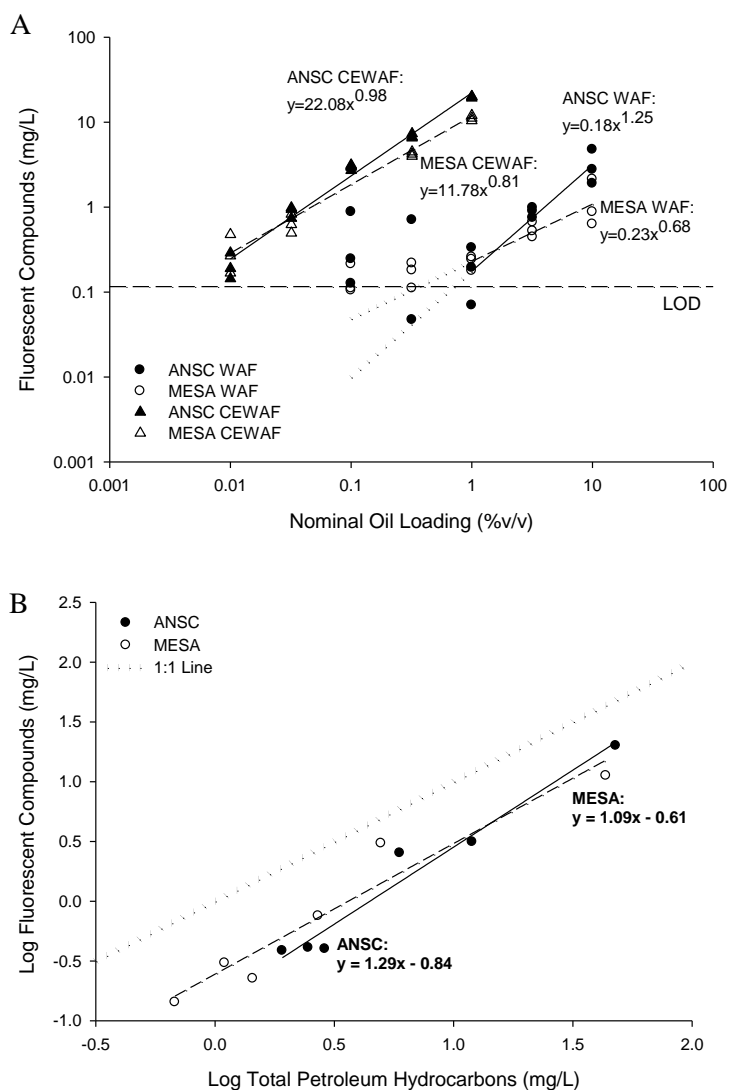 A
Fluorescent Compounds (mg/L)
100
10
1
0.1
0.01
0.001
ANSC CEWAF:
y=22.08x^0.98
ANSC WAF:
y=0.18x^1.25
MESA CEWAF:
y=11.78x^0.81
MESA WAF:
y=0.23x^0.68
LOD
ANSC WAF
MESA WAF
ANSC CEWAF
MESA CEWAF
0.001 0.01 0.1 1 10 100
Nominal Oil Loading (%v/v)
B
Log Fluorescent Compounds (mg/L)
2.5
2.0
1.5
1.0
0.5
0.0
-0.5
-1.0
ANSC
MESA
1:1 Line
MESA:
y = 1.09x - 0.61
ANSC:
y = 1.29x - 0.84
-0.5 0.0 0.5 1.0 1.5 2.0
Log Total Petroleum Hydrocarbons (mg/L)